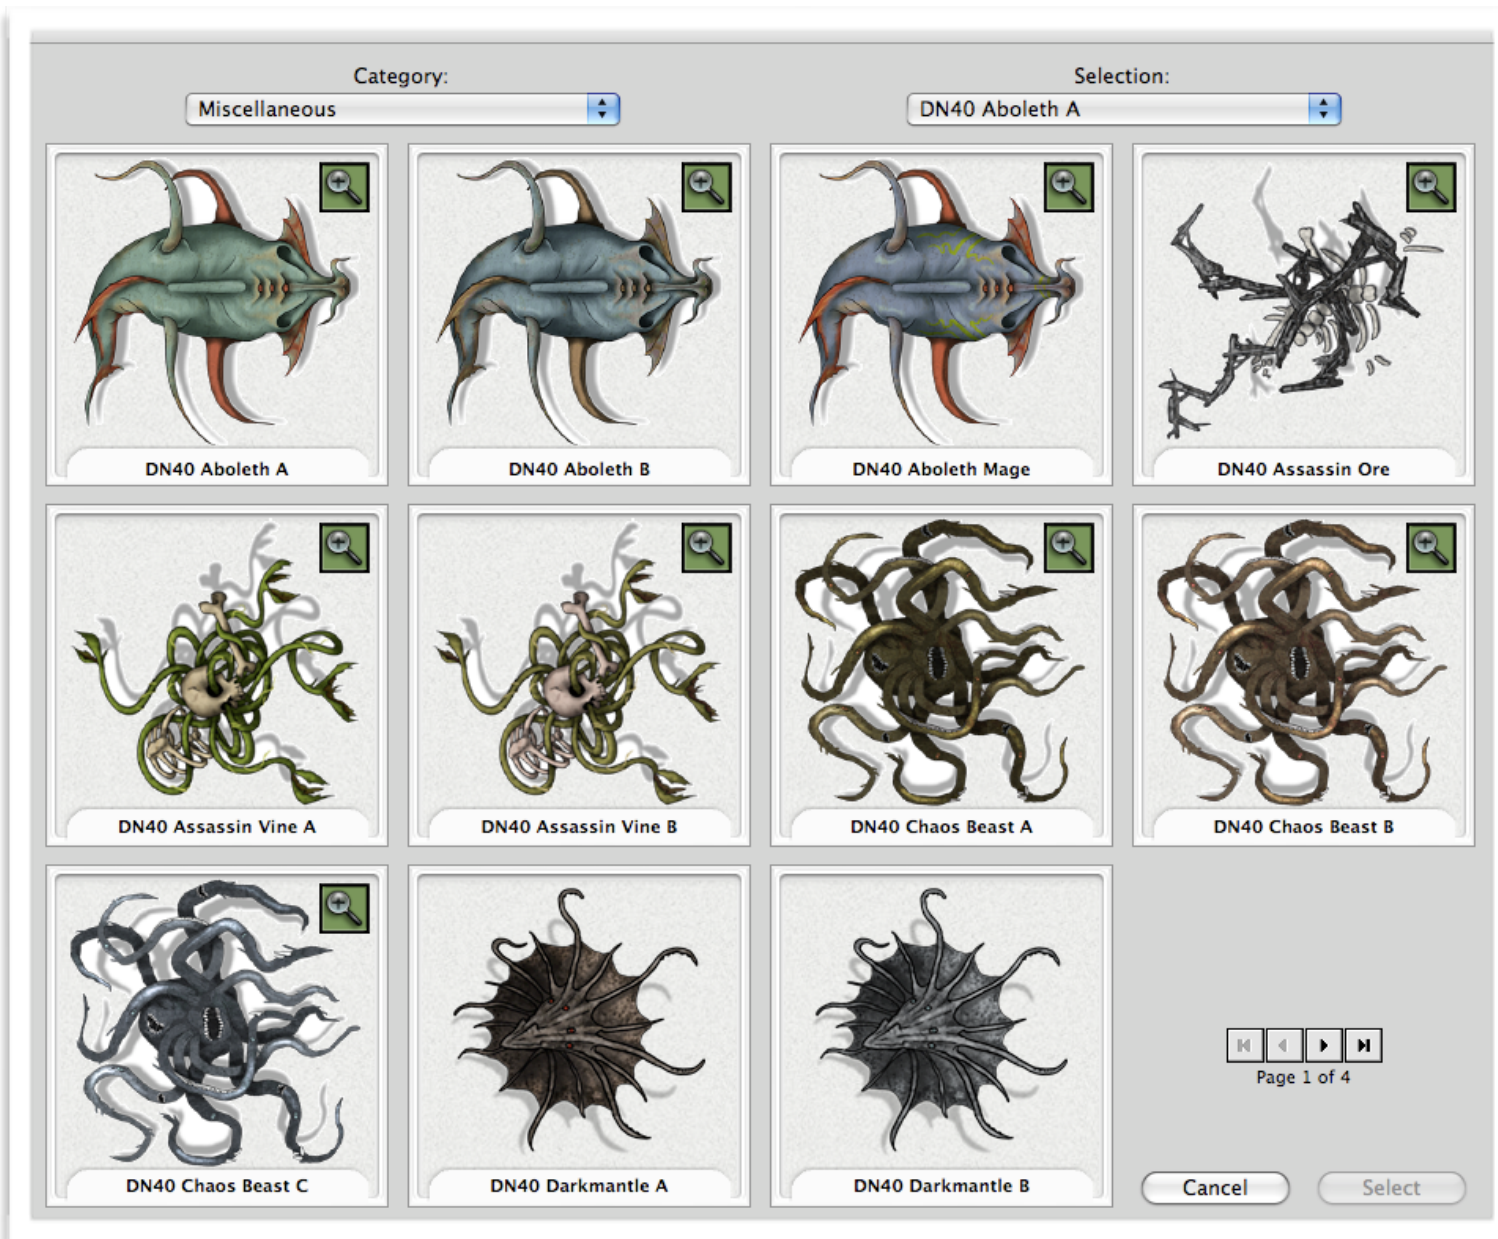 Category:
Selection:
Miscellaneous
DN40 Aboleth A
DN40 Aboleth A
DN40 Aboleth B
DN40 Aboleth Mage
DN40 Assassin Ore
DN40 Assassin Vine A
DN40 Assassin Vine B
DN40 Chaos Beast A
DN40 Chaos Beast B
DN40 Chaos Beast C
DN40 Darkmantle A
DN40 Darkmantle B
Page 1 of 4
Cancel
Select